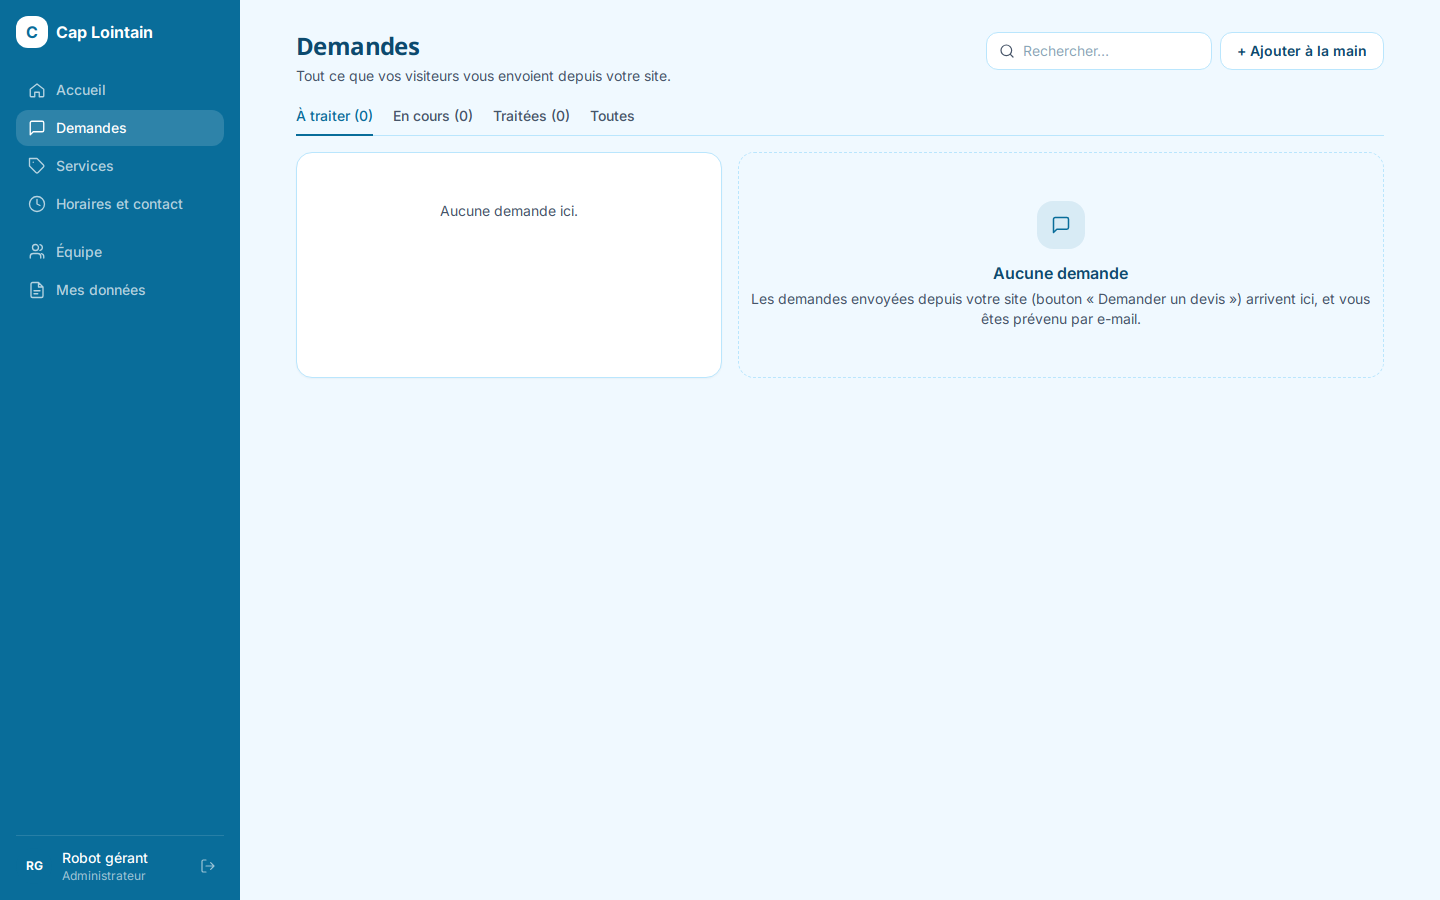 C Cap Lointain
Accueil
Demandes
Services
Horaires et contact
Équipe
Mes données
RG
Robot gérant
Administrateur
Demandes
Tout ce que vos visiteurs vous envoient depuis votre site.
Rechercher...
+ Ajouter à la main
À traiter (0) En cours (0) Traitées (0) Toutes
Aucune demande ici.
Aucune demande
Les demandes envoyées depuis votre site (bouton « Demander un devis ») arrivent ici, et vous
êtes prévenu par e-mail.